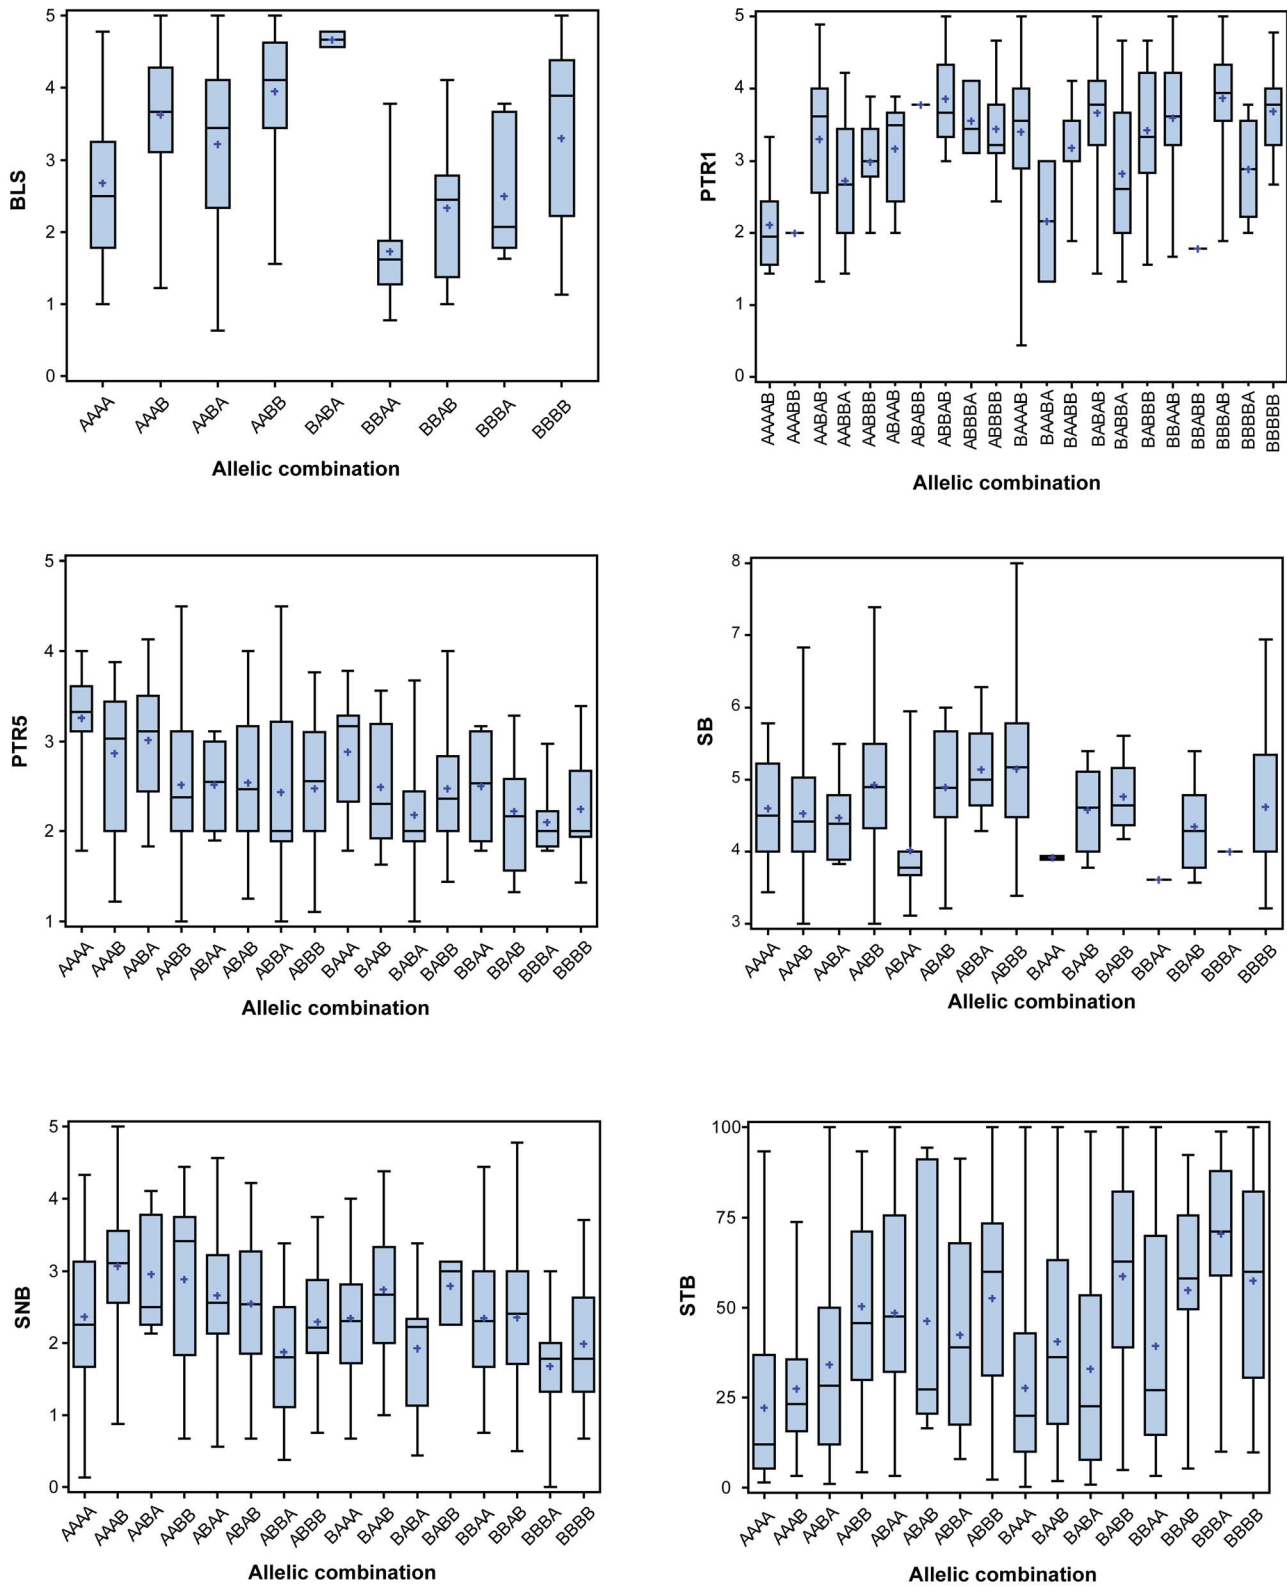 BLS
5
4
3
2
1
0
AAAA AAAB AABA AABB BABA BBAA BBAB BBBA BBBB
Allelic combination
PTR1
5
4
3
2
1
0
AAAAB AAABB AABAB AABBA AABBB ABAAB ABABB ABBAB ABBBA ABBBB BAAAB BAABA BAABB BABAB BABBA BABBB BBAAB BBABB BBBAB BBBBA BBBBB
Allelic combination
PTR5
5
4
3
2
1
AAAA AAAB AABA AABB ABAA ABAB ABBA ABBB BAAA BAAB BABA BABB BBAA BBAB BBBA BBBB
Allelic combination
SB
8
7
6
5
4
3
AAAA AAAB AABA AABB ABAA ABAB ABBA ABBB BAAA BAAB BABB BBAA BBAB BBBA BBBB
Allelic combination
SNB
5
4
3
2
1
0
AAAA AAAB AABA AABB ABAA ABAB ABBA ABBB BAAA BAAB BABA BABB BBAA BBAB BBBA BBBB
Allelic combination
STB
100
75
50
25
0
AAAA AAAB AABA AABB ABAA ABAB ABBA ABBB BAAA BAAB BABA BABB BBAA BBAB BBBA BBBB
Allelic combination